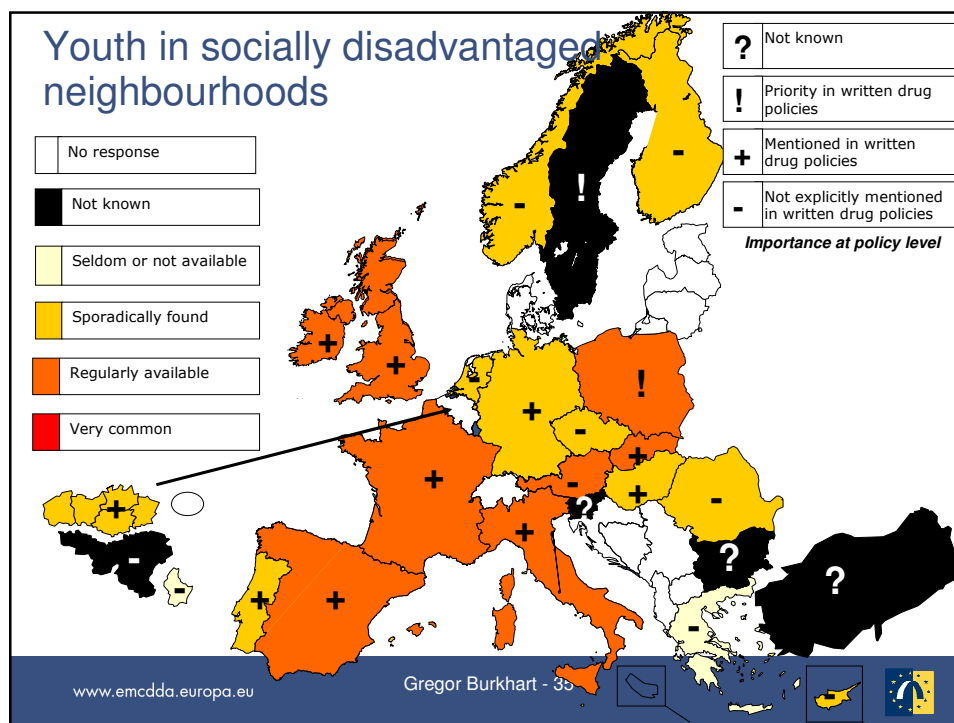 Youth in socially disadvantaged
neighbourhoods
No response
Not known
Seldom or not available
Sporadically found
Regularly available
Very common
? Not known
! Priority in written drug
policies
+ Mentioned in written
drug policies
- Not explicitly mentioned
in written drug policies
Importance at policy level
-
!
-
+
+
-
+
!
-
+
+
-
?
+
-
+
?
?
+
-
-
+
+
-
-
www.emcdda.europa.eu
Gregor Burkhart - 35